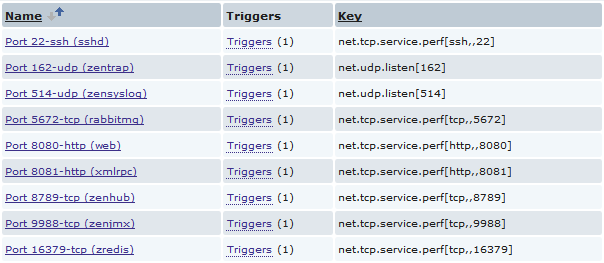 Name Triggers Key
Port 22-ssh (sshd) Triggers (1) net.tcp.service.perf[ssh,,22]
Port 162-udp (zentrap) Triggers (1) net.udp.listen[162]
Port 514-udp (zensyslog) Triggers (1) net.udp.listen[514]
Port 5672-tcp (rabbitmq) Triggers (1) net.tcp.service.perf[tcp,,5672]
Port 8080-http (web) Triggers (1) net.tcp.service.perf[http,,8080]
Port 8081-http (xmlrpc) Triggers (1) net.tcp.service.perf[http,,8081]
Port 8789-tcp (zenhub) Triggers (1) net.tcp.service.perf[tcp,,8789]
Port 9988-tcp (zenjmx) Triggers (1) net.tcp.service.perf[tcp,,9988]
Port 16379-tcp (zredis) Triggers (1) net.tcp.service.perf[tcp,,16379]